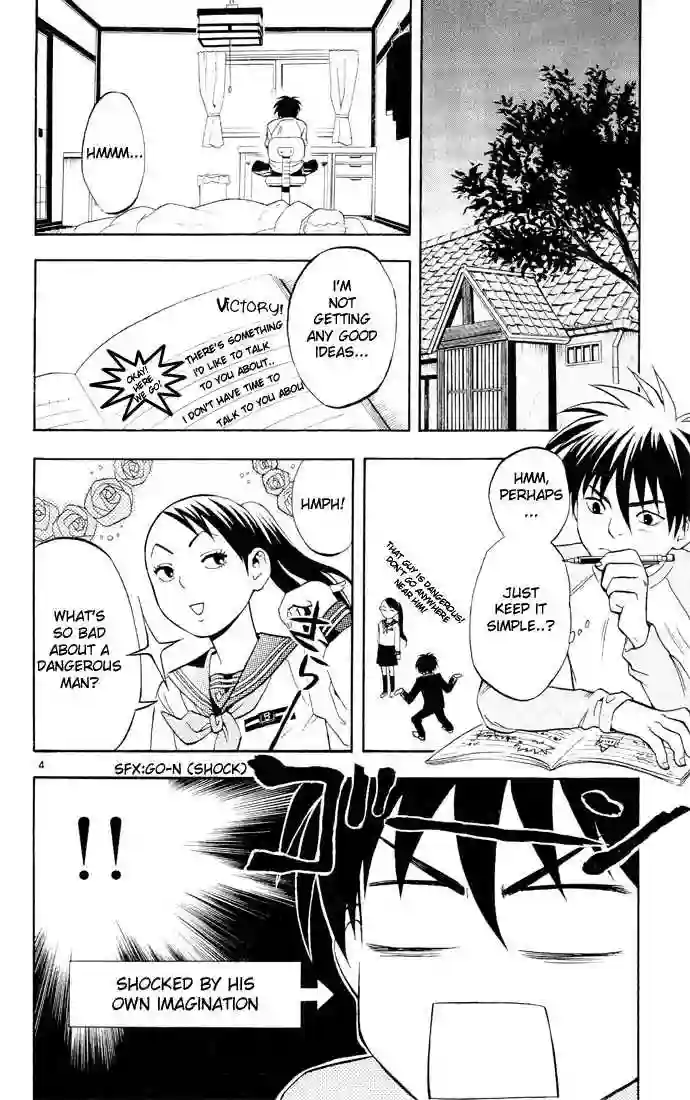 HMMM...
I'M
NOT
GETTING
ANY GOOD
IDEAS...
VICTORY!
THERE'S SOMETHING
I'D LIKE TO TALK
TO YOU ABOUT..
I DON'T HAVE TIME TO
TALK TO YOU ABOU
OKAY!
HERE
WE GO!
HMM,
PERHAPS
...
JUST
KEEP IT
SIMPLE..?
THAT GUY IS DANGEROUS!
DON'T GO ANYWHERE
NEAR HIM!
HMPH!
WHAT'S
SO BAD
ABOUT A
DANGEROUS
MAN?
4
SFX:GO-N (SHOCK)
!!
SHOCKED BY HIS
OWN IMAGINATION